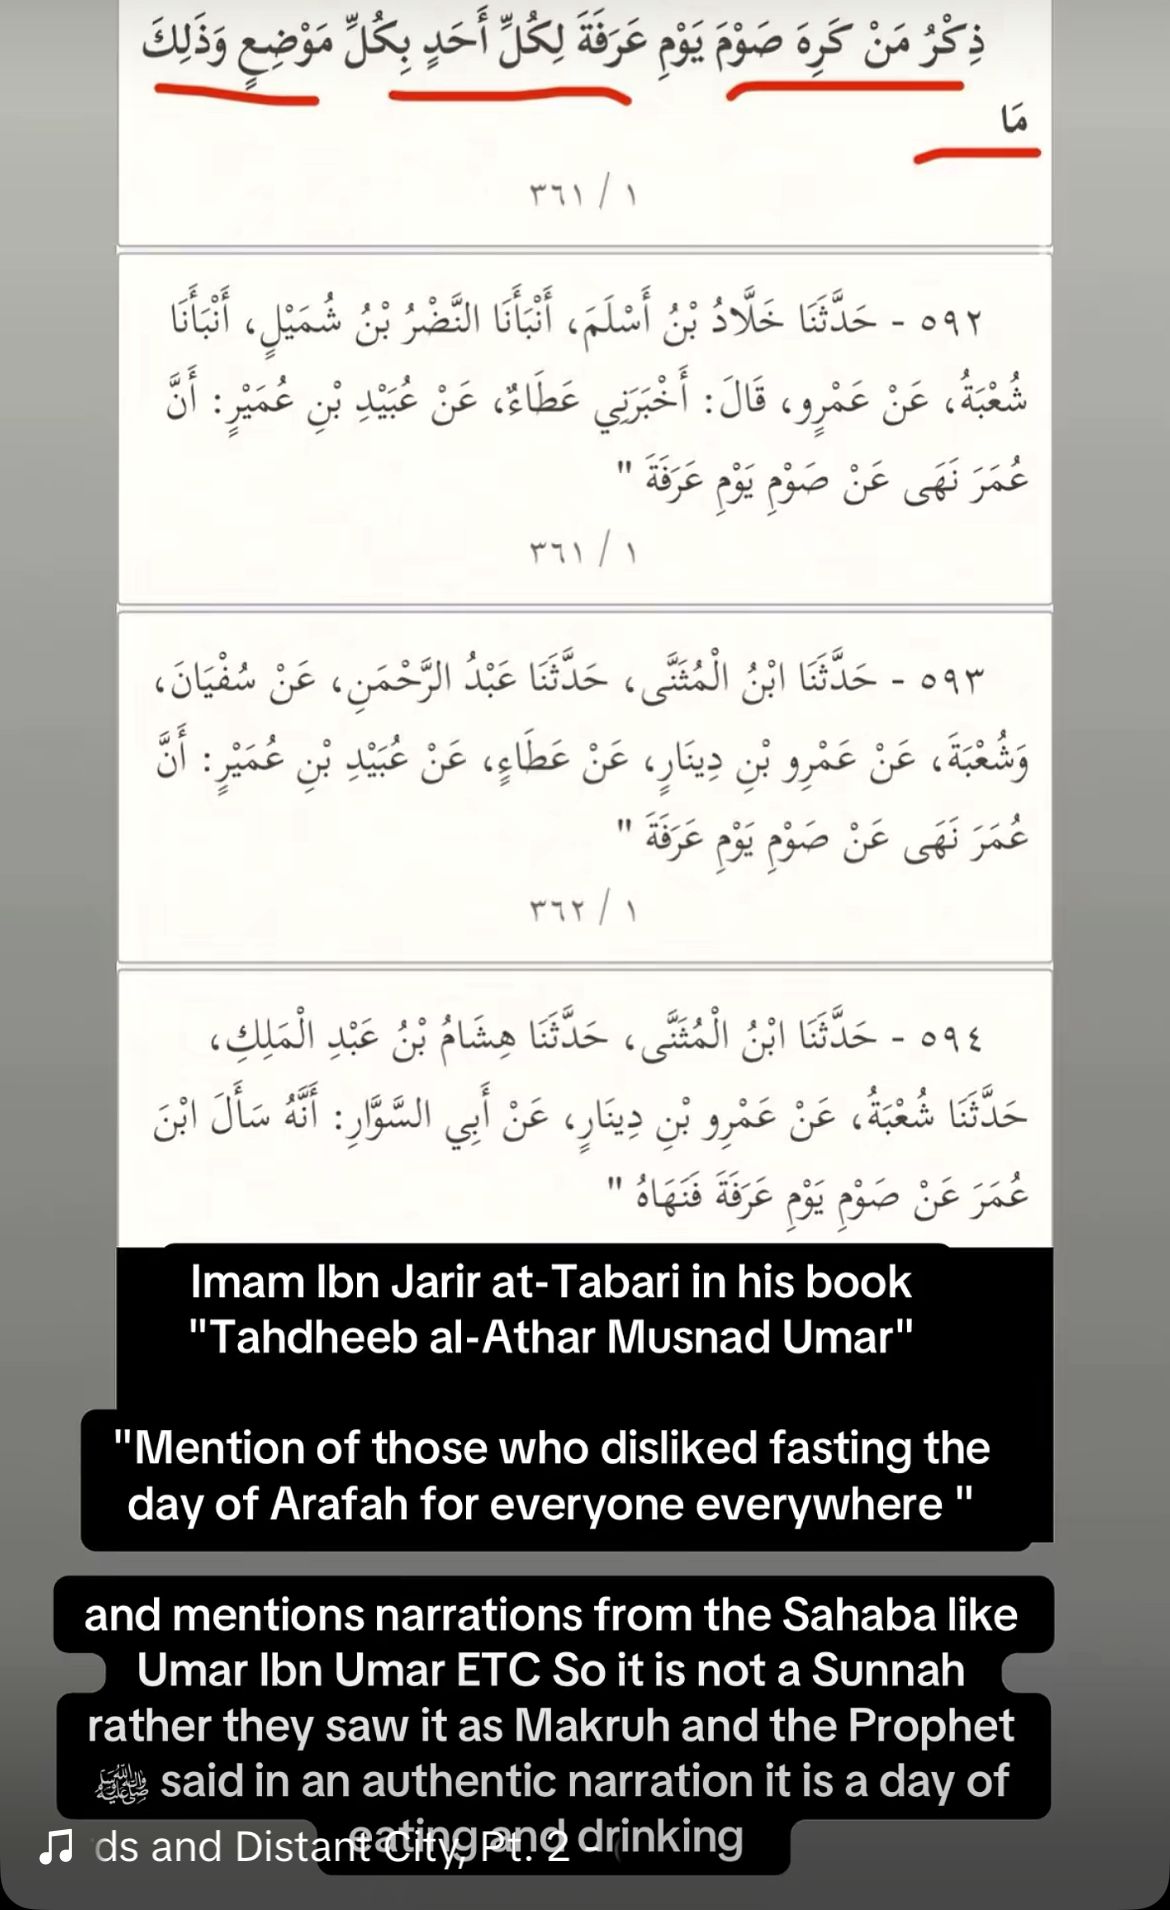 ذِكْرُ مَنْ كَرِهَ صَوْمَ يَوْمِ عَرَفَةَ لِكُلِّ أَحَدٍ بِكُلِّ مَوْضِعٍ وَذَلِكَ
مَا
١ / ٣٦١
٥٩٢ - حَدَّثَنَا خَلَّادُ بْنُ أَسْلَمَ، أَنْبَأَنَا النَّضْرُ بْنُ شُمَيْلٍ، أَنْبَأَنَا
شُعْبَةُ، عَنْ عَمْرٍو، قَالَ: أَخْبَرَنِي عَطَاءٌ، عَنْ عُبَيْدِ بْنِ عُمَيْرٍ: أَنَّ
عُمَرَ نَهَى عَنْ صَوْمِ يَوْمِ عَرَفَةَ "
١ / ٣٦١
٥٩٣ - حَدَّثَنَا ابْنُ الْمُثَنَّى، حَدَّثَنَا عَبْدُ الرَّحْمَنِ، عَنْ سُفْيَانَ،
وَشُعْبَةَ، عَنْ عَمْرِو بْنِ دِينَارٍ، عَنْ عَطَاءٍ، عَنْ عُبَيْدِ بْنِ عُمَيْرٍ: أَنَّ
عُمَرَ نَهَى عَنْ صَوْمِ يَوْمِ عَرَفَةَ "
١ / ٣٦٢
٥٩٤ - حَدَّثَنَا ابْنُ الْمُثَنَّى، حَدَّثَنَا هِشَامُ بْنُ عَبْدِ الْمَلِكِ،
حَدَّثَنَا شُعْبَةُ، عَنْ عَمْرِو بْنِ دِينَارٍ، عَنْ أَبِي السَّوَّارِ: أَنَّهُ سَأَلَ ابْنَ
عُمَرَ عَنْ صَوْمِ يَوْمِ عَرَفَةَ فَنَهَاهُ "
Imam Ibn Jarir at-Tabari in his book
"Tahdheeb al-Athar Musnad Umar"
"Mention of those who disliked fasting the
day of Arafah for everyone everywhere "
and mentions narrations from the Sahaba like
Umar Ibn Umar ETC So it is not a Sunnah
rather they saw it as Makruh and the Prophet
ﷺ said in an authentic narration it is a day of
eating and drinking
ds and Distant City, Pt. 2 -